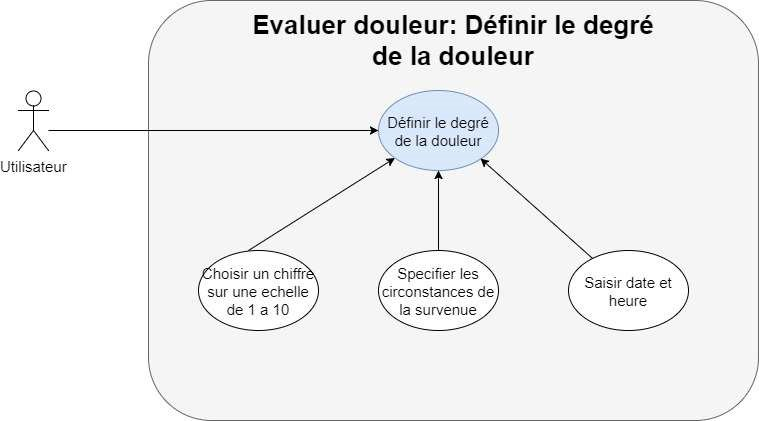 Evaluer douleur: Définir le degré
de la douleur
Définir le degré
de la douleur
Utilisateur
Choisir un chiffre
sur une echelle
de 1 a 10
Specifier les
circonstances de
la survenue
Saisir date et
heure